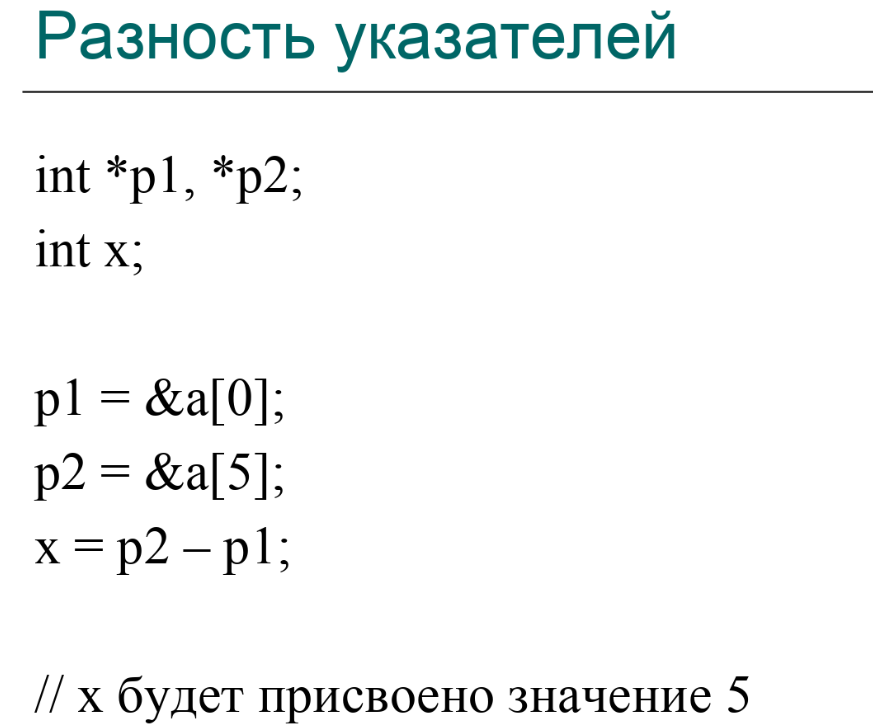 Разность указателей
int *p1, *p2;
int x;
p1 = &a[0];
p2 = &a[5];
x = p2 – p1;
// x будет присвоено значение 5